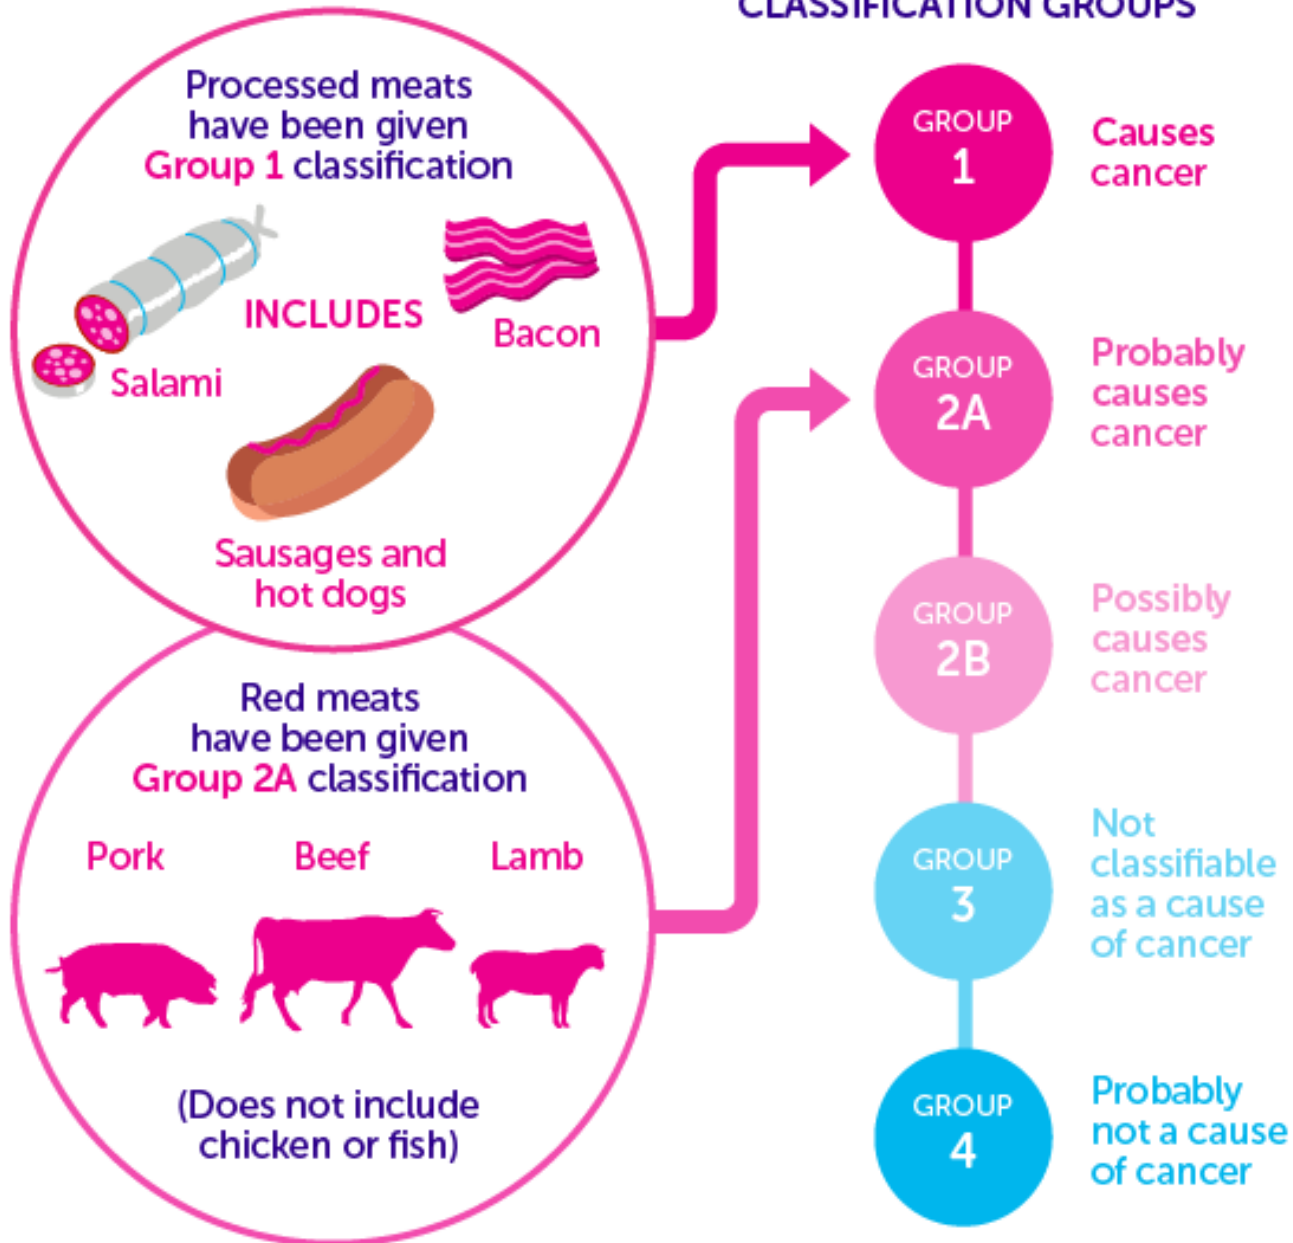 CLASSIFICATION GROUPS
Processed meats
have been given
Group 1 classification
INCLUDES
Bacon
Salami
Sausages and
hot dogs
Red meats
have been given
Group 2A classification
Pork
Beef
Lamb
(Does not include
chicken or fish)
GROUP
1
Causes
cancer
GROUP
2A
Probably
causes
cancer
GROUP
2B
Possibly
causes
cancer
GROUP
3
Not
classifiable
as a cause
of cancer
GROUP
4
Probably
not a cause
of cancer